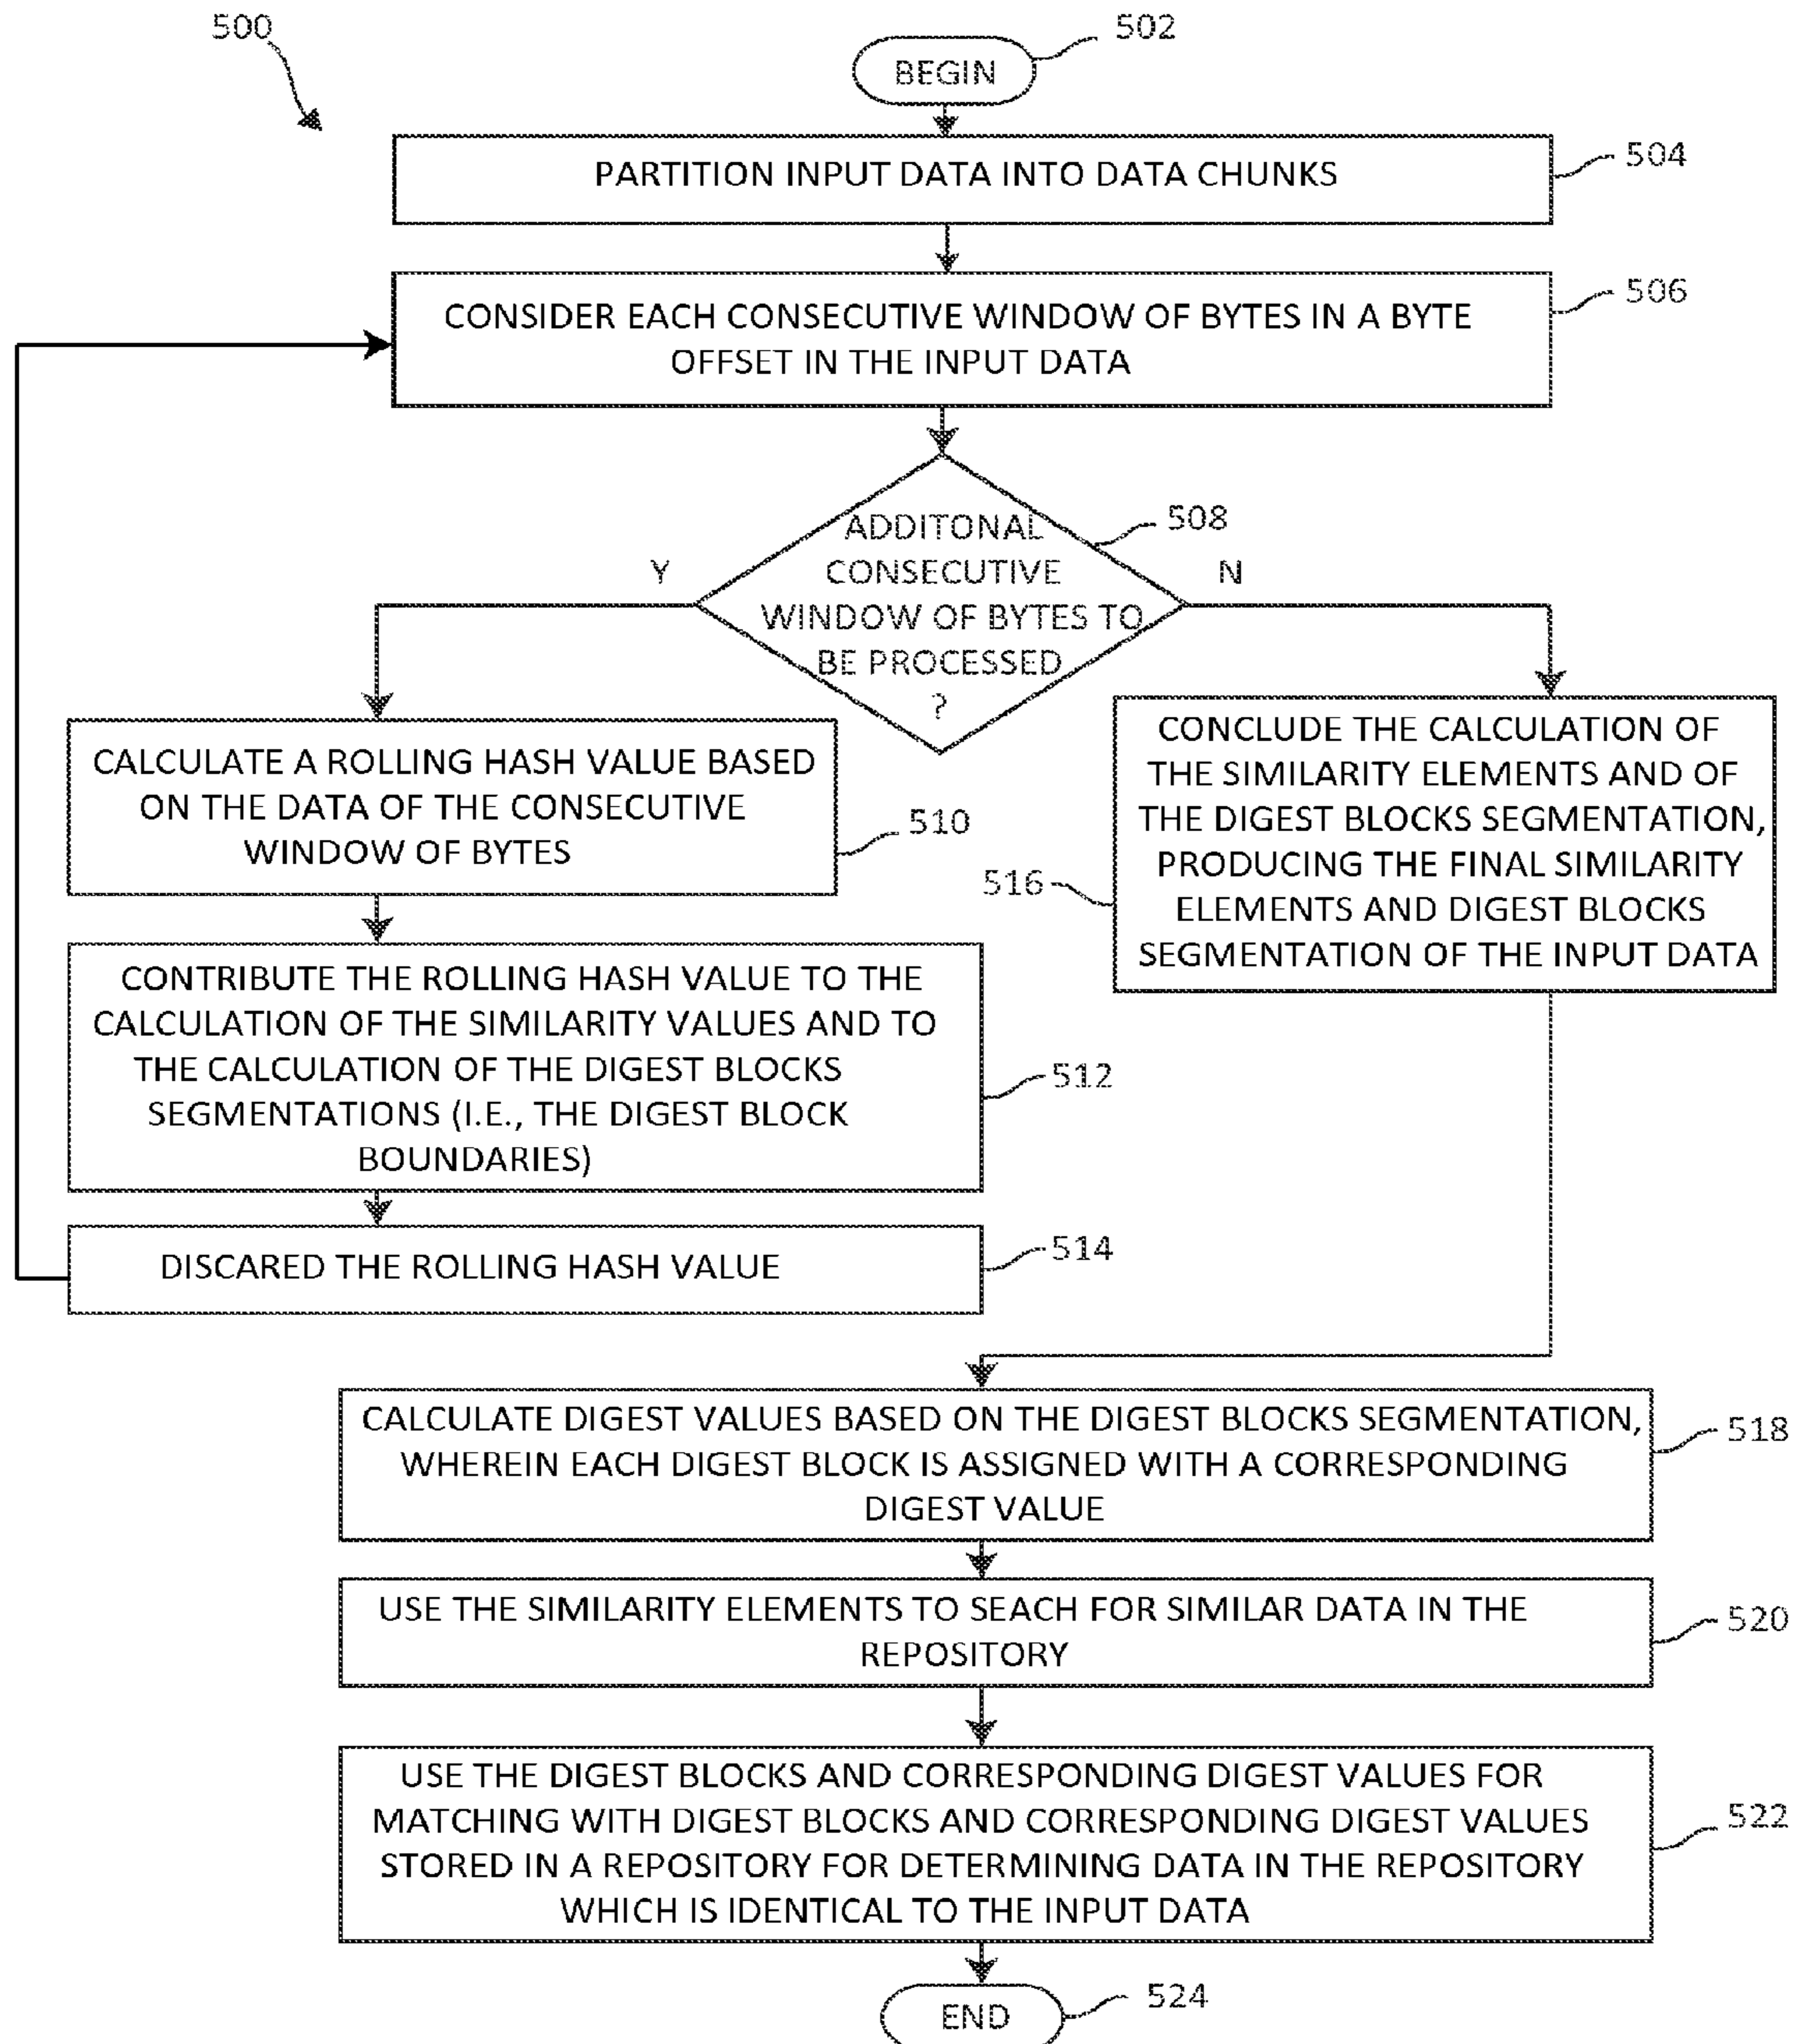 500
502
BEGIN
PARTITION INPUT DATA INTO DATA CHUNKS
504
CONSIDER EACH CONSECUTIVE WINDOW OF BYTES IN A BYTE
OFFSET IN THE INPUT DATA
506
ADDITONAL
CONSECUTIVE
WINDOW OF BYTES TO
BE PROCESSED
?
508
Y
N
CALCULATE A ROLLING HASH VALUE BASED
ON THE DATA OF THE CONSECUTIVE
WINDOW OF BYTES
510
CONTRIBUTE THE ROLLING HASH VALUE TO THE
CALCULATION OF THE SIMILARITY VALUES AND TO
THE CALCULATION OF THE DIGEST BLOCKS
SEGMENTATIONS (I.E., THE DIGEST BLOCK
BOUNDARIES)
512
DISCARED THE ROLLING HASH VALUE
514
CONCLUDE THE CALCULATION OF
THE SIMILARITY ELEMENTS AND OF
THE DIGEST BLOCKS SEGMENTATION,
PRODUCING THE FINAL SIMILARITY
ELEMENTS AND DIGEST BLOCKS
SEGMENTATION OF THE INPUT DATA
516
CALCULATE DIGEST VALUES BASED ON THE DIGEST BLOCKS SEGMENTATION,
WHEREIN EACH DIGEST BLOCK IS ASSIGNED WITH A CORRESPONDING
DIGEST VALUE
518
USE THE SIMILARITY ELEMENTS TO SEACH FOR SIMILAR DATA IN THE
REPOSITORY
520
USE THE DIGEST BLOCKS AND CORRESPONDING DIGEST VALUES FOR
MATCHING WITH DIGEST BLOCKS AND CORRESPONDING DIGEST VALUES
STORED IN A REPOSITORY FOR DETERMINING DATA IN THE REPOSITORY
WHICH IS IDENTICAL TO THE INPUT DATA
522
END
524